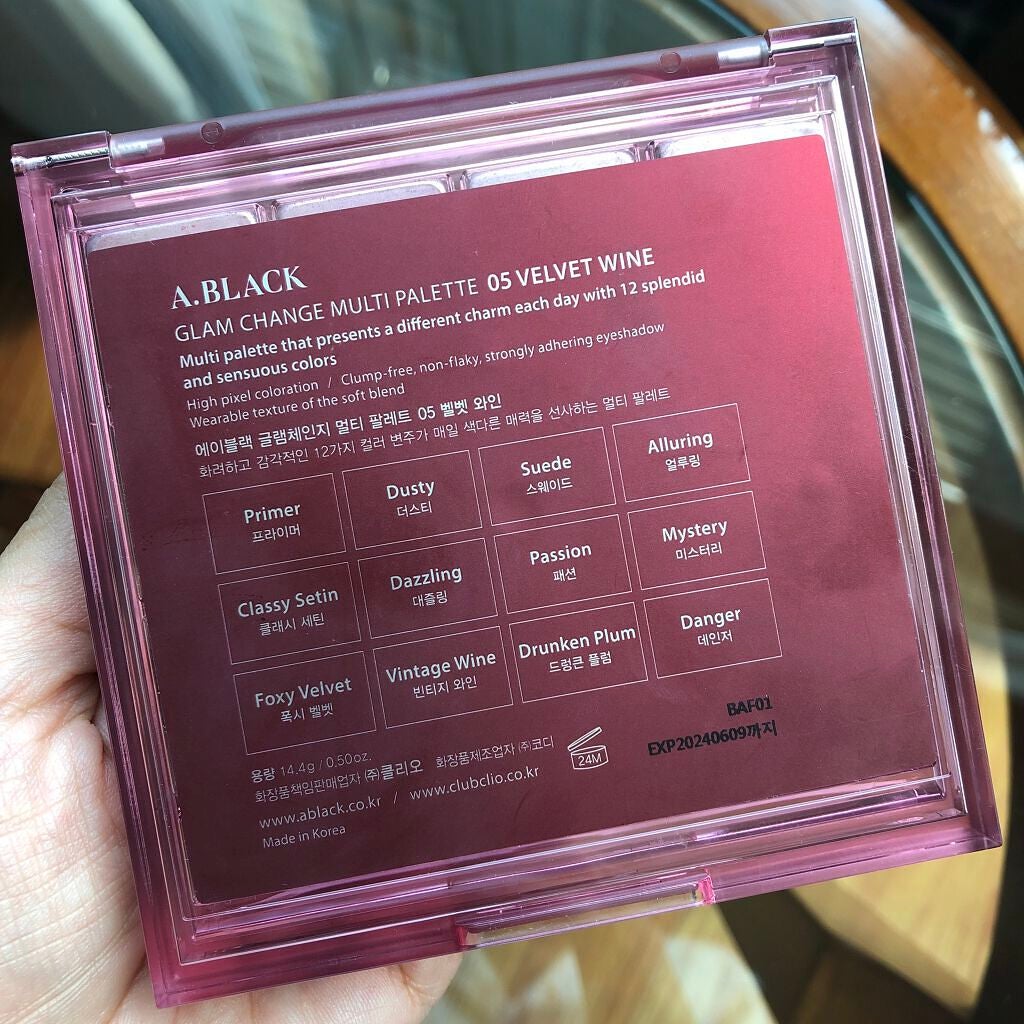 A.BLACK
GLAM CHANGE MULTI PALETTE 05 VELVET WINE
Multi palette that presents a different charm each day with 12 splendid
and sensuous colors
High pixel coloration / Clump-free, non-flaky, strongly adhering eyeshadow
Wearable texture of the soft blend
에이블랙 글램체인지 멀티 팔레트 05 벨벳 와인
화려하고 감각적인 12가지 컬러 변주가 매일 색다른 매력을 선사하는 멀티 팔레트
Primer
프라이머
Dusty
더스티
Suede
스웨이드
Alluring
얼루링
Classy Setin
클래시 세틴
Dazzling
대즐링
Passion
패션
Mystery
미스터리
Foxy Velvet
폭시 벨벳
Vintage Wine
빈티지 와인
Drunken Plum
드렁큰 플럼
Danger
데인저
용량 14.4g / 0.50oz.
화장품책임판매업자 ㈜클리오 화장품제조업자 ㈜코디
www.ablack.co.kr / www.clubclio.co.kr
Made in Korea
24M
BAF01
EXP20240609까지